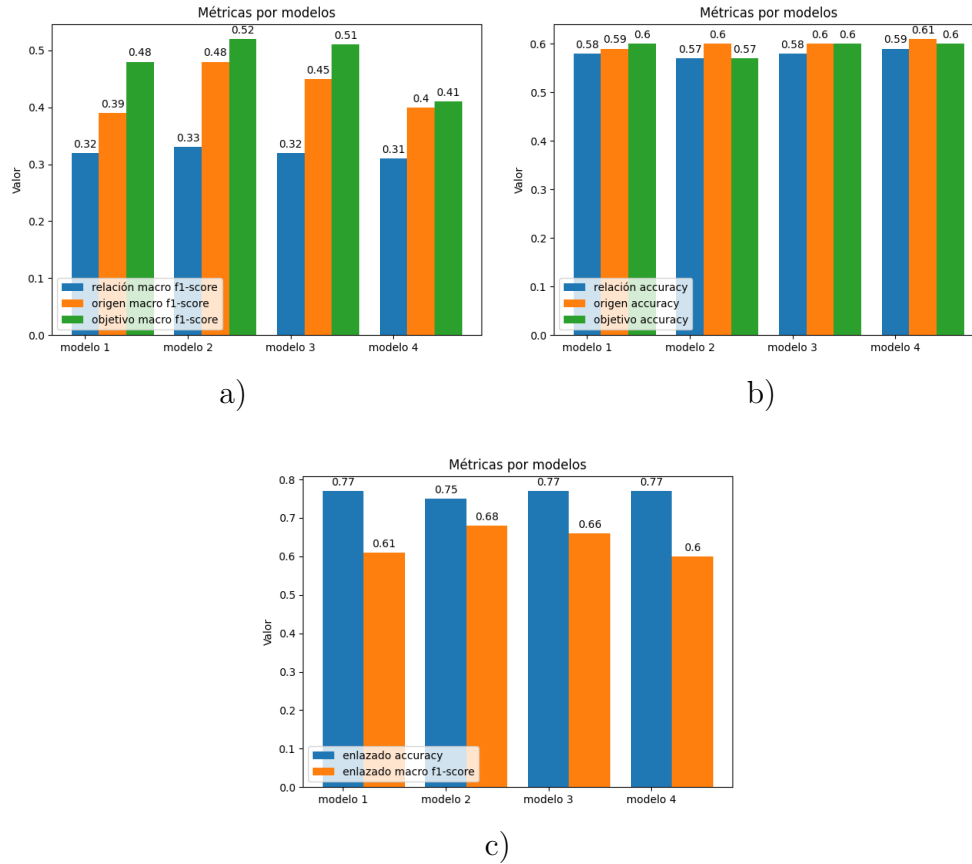 Métricas por modelos
0.32 0.39 0.48 0.33 0.48 0.52 0.32 0.45 0.51 0.31 0.4 0.41
Valor
0.5
0.4
0.3
0.2
0.1
0.0
relación macro f1-score
origen macro f1-score
objetivo macro f1-score
modelo 1 modelo 2 modelo 3 modelo 4
a)
Métricas por modelos
0.58 0.59 0.6 0.57 0.6 0.57 0.58 0.6 0.6 0.59 0.61 0.6
Valor
0.6
0.5
0.4
0.3
0.2
0.1
0.0
relación accuracy
origen accuracy
objetivo accuracy
modelo 1 modelo 2 modelo 3 modelo 4
b)
Métricas por modelos
0.77 0.61 0.75 0.68 0.77 0.66 0.77 0.6
Valor
0.8
0.7
0.6
0.5
0.4
0.3
0.2
0.1
0.0
enlazado accuracy
enlazado macro f1-score
modelo 1 modelo 2 modelo 3 modelo 4
c)